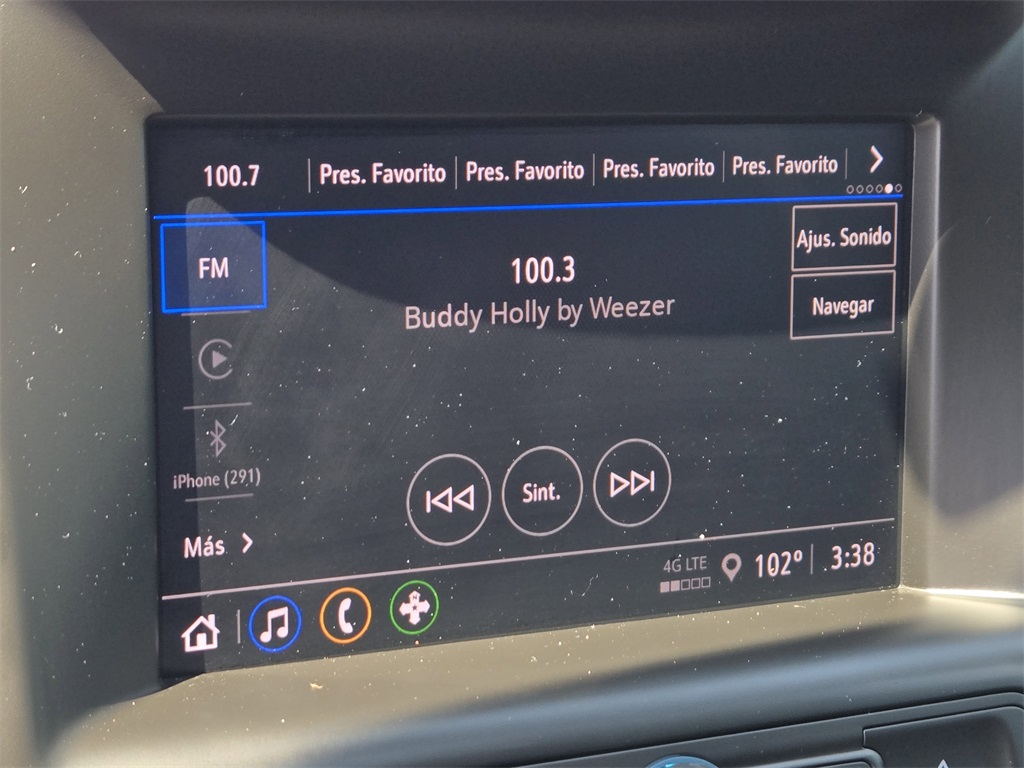 100.7 Pres. Favorito Pres. Favorito Pres. Favorito Pres. Favorito
FM
100.3
Buddy Holly by Weezer
Ajus. Sonido
Navegar
iPhone (291)
Sint.
Más
4G LTE 102° 3:38